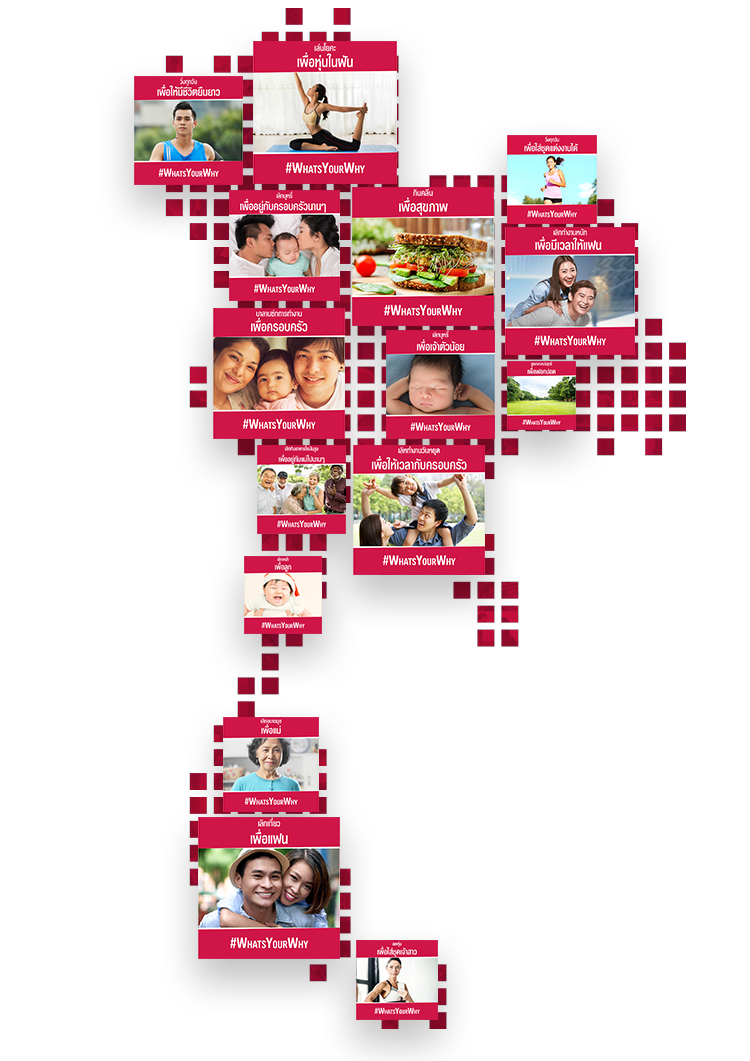 เล่นโยคะ
เพื่อหุ่นในฝัน
#WHATSYOURWHY
วิ่งทุกวัน
เพื่อให้มีชีวิตยืนยาว
#WHATSYOURWHY
วิ่งทุกวัน
เพื่อใส่ชุดแต่งงานได้
#WHATSYOURWHY
เลิกบุหรี่
เพื่ออยู่กับครอบครัวนานๆ
#WHATSYOURWHY
กินคลีน
เพื่อสุขภาพ
#WHATSYOURWHY
เลิกทำงานหนัก
เพื่อมีเวลาให้แฟน
#WHATSYOURWHY
บาลานซ์การทำงาน
เพื่อครอบครัว
#WHATSYOURWHY
เลิกบุหรี่
เพื่อเจ้าตัวน้อย
#WHATSYOURWHY
เพื่อฟอกปอด
#WHATSYOURWHY
เพื่ออยู่กับแม่ไปนานๆ
#WHATSYOURWHY
เลิกทำงานวันหยุด
เพื่อให้เวลากับครอบครัว
#WHATSYOURWHY
เพื่อลูก
#WHATSYOURWHY
เพื่อแม่
#WHATSYOURWHY
เลิกเที่ยว
เพื่อแฟน
#WHATSYOURWHY
ลดหุ่น
เพื่อใส่ชุดเจ้าสาว
#WHATSYOURWHY